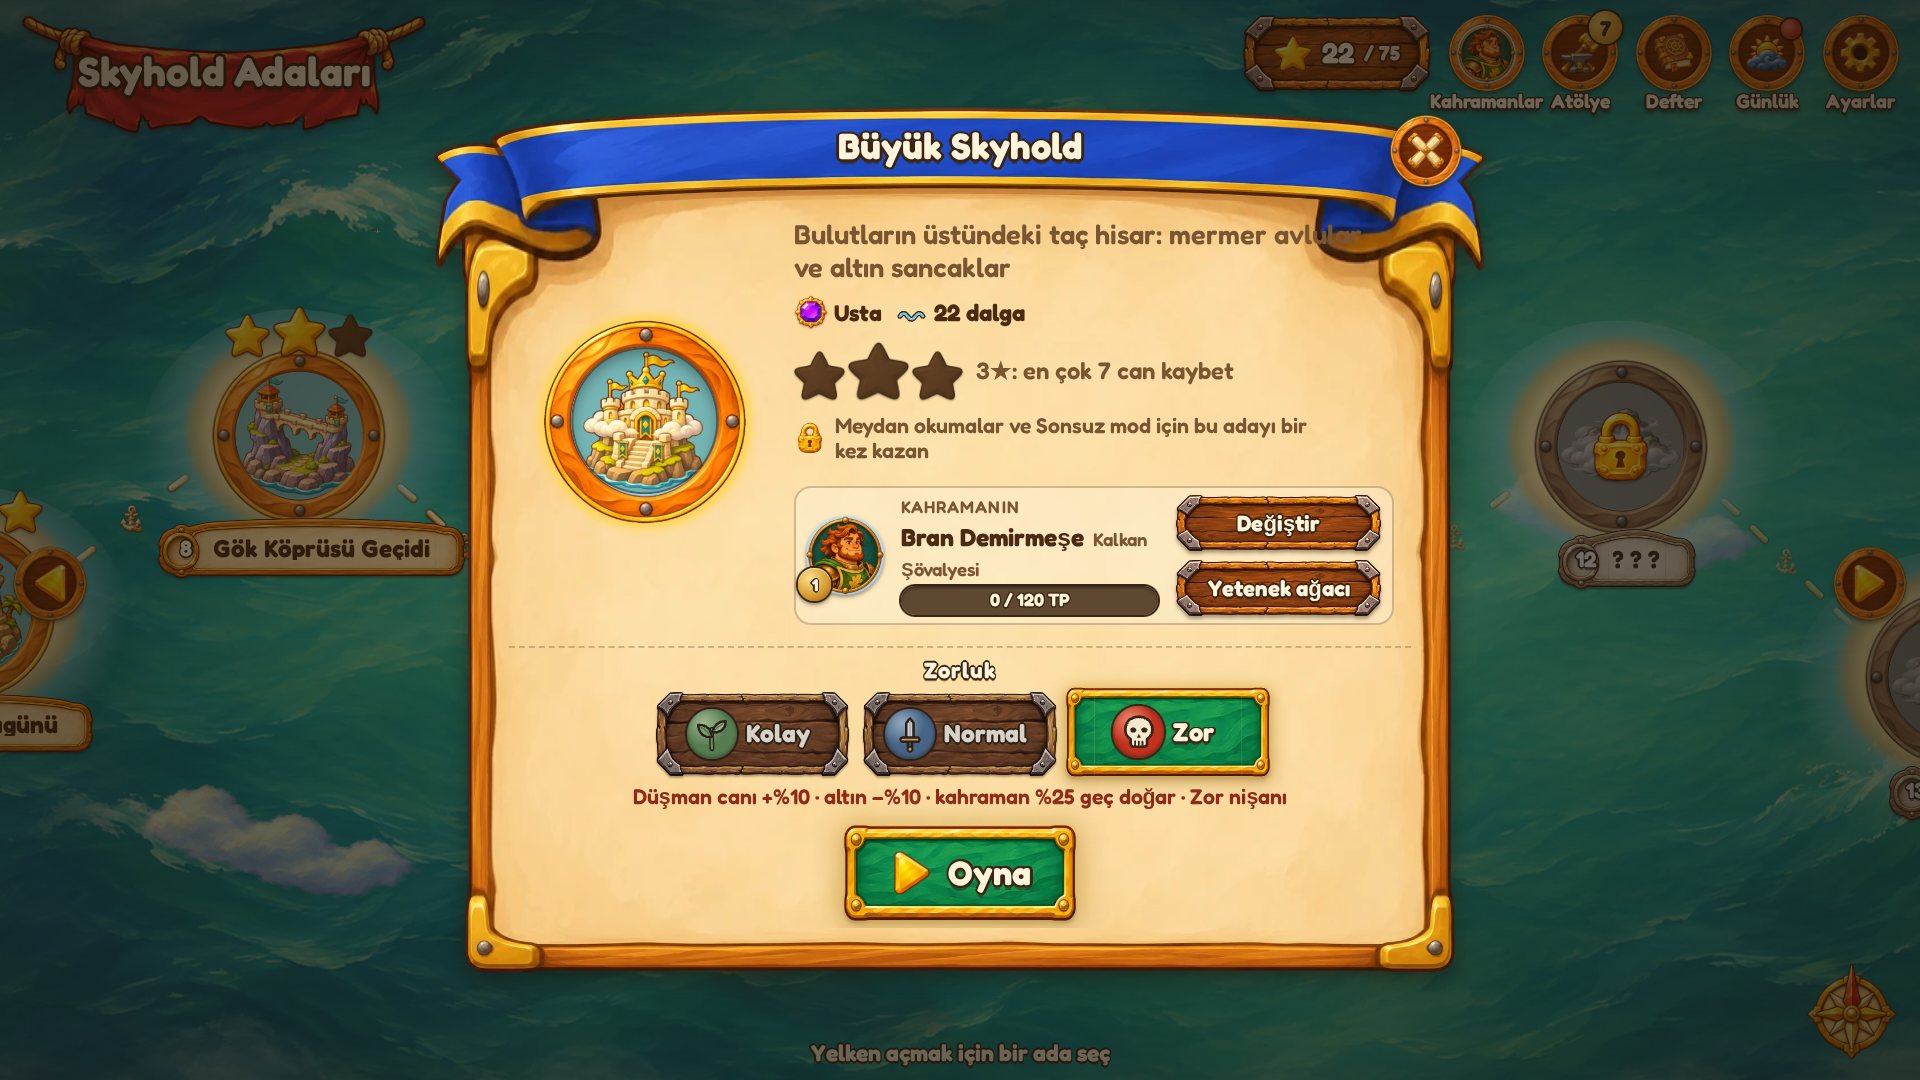 Skyhold Adaları
22 / 75
7
Kahramanlar
Atölye
Defter
Günlük
Ayarlar
Büyük Skyhold
Bulutların üstündeki taç hisar: mermer avlular
ve altın sancaklar
Usta 22 dalga
3★: en çok 7 can kaybet
Meydan okumalar ve Sonsuz mod için bu adayı bir
kez kazan
KAHRAMANIN
Bran Demirmeşe Kalkan
Şövalyesi
1
0 / 120 TP
Değiştir
Yetenek ağacı
Zorluk
Kolay
Normal
Zor
Düşman canı +%10 · altın −%10 · kahraman %25 geç doğar · Zor nişanı
Oyna
8 Gök Köprüsü Geçidi
12 ???
Yelken açmak için bir ada seç